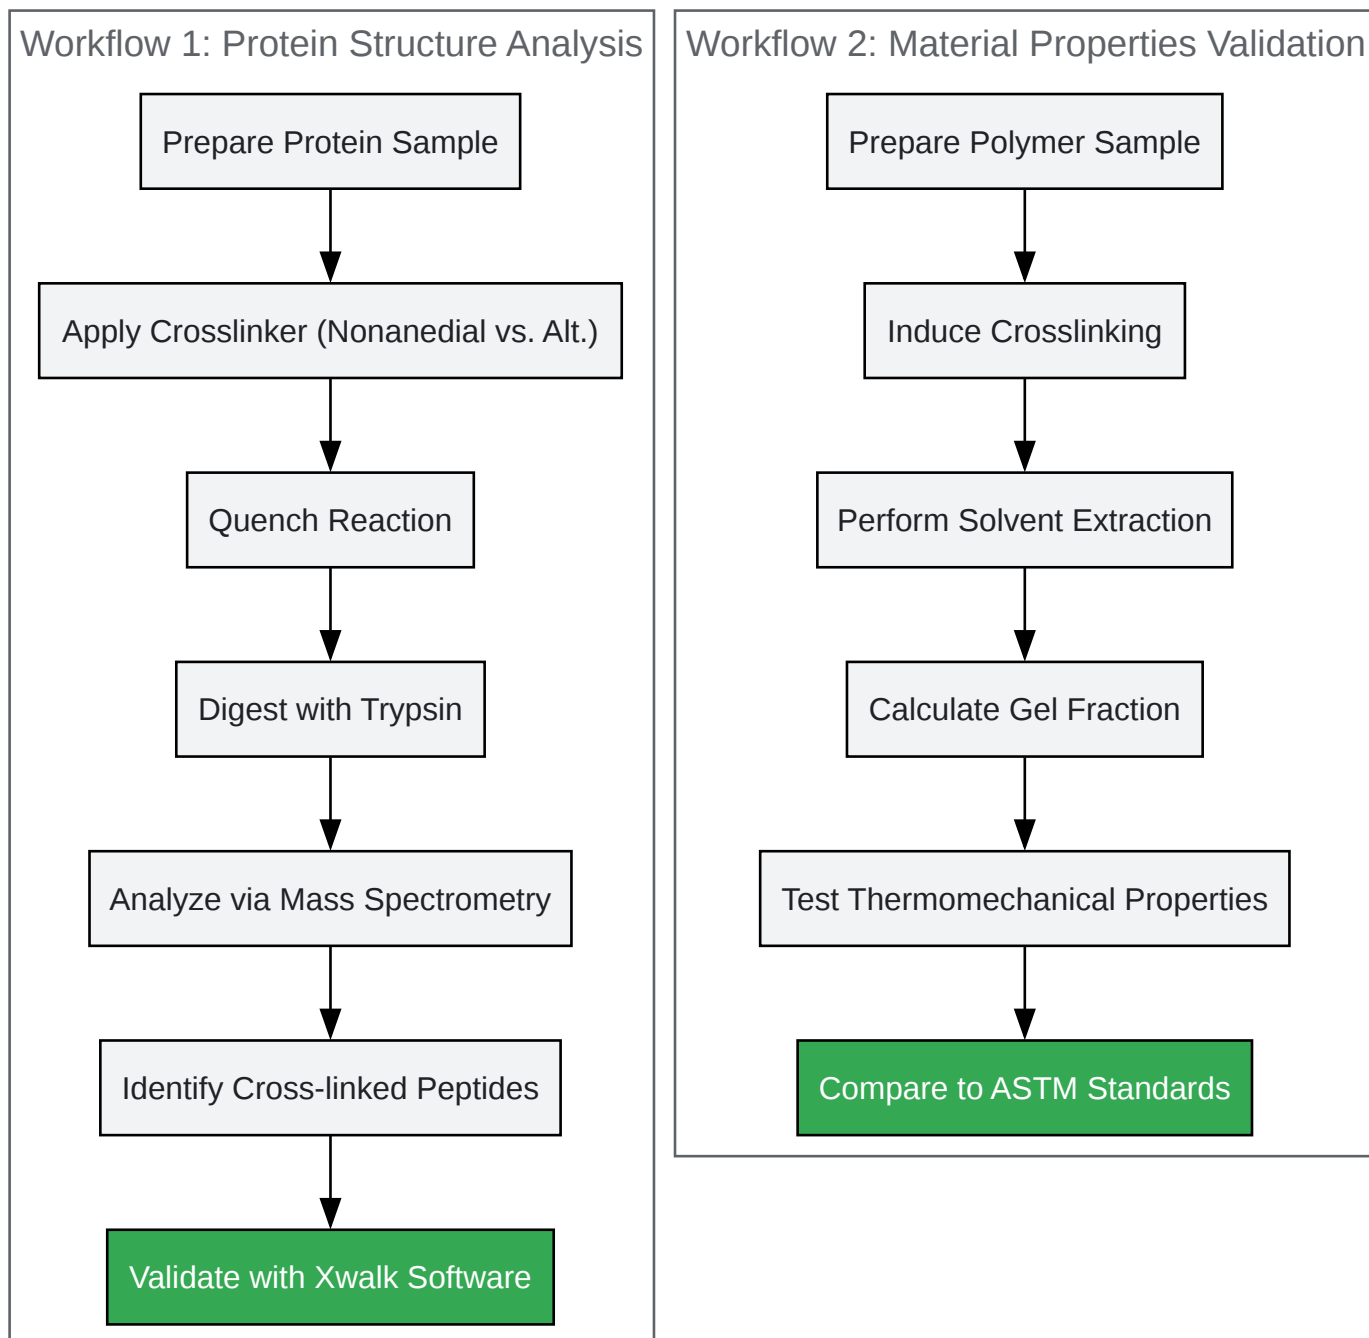 Workflow 1: Protein Structure Analysis
Prepare Protein Sample
Apply Crosslinker (Nonanedial vs. Alt.)
Quench Reaction
Digest with Trypsin
Analyze via Mass Spectrometry
Identify Cross-linked Peptides
Validate with Xwalk Software
Workflow 2: Material Properties Validation
Prepare Polymer Sample
Induce Crosslinking
Perform Solvent Extraction
Calculate Gel Fraction
Test Thermomechanical Properties
Compare to ASTM Standards